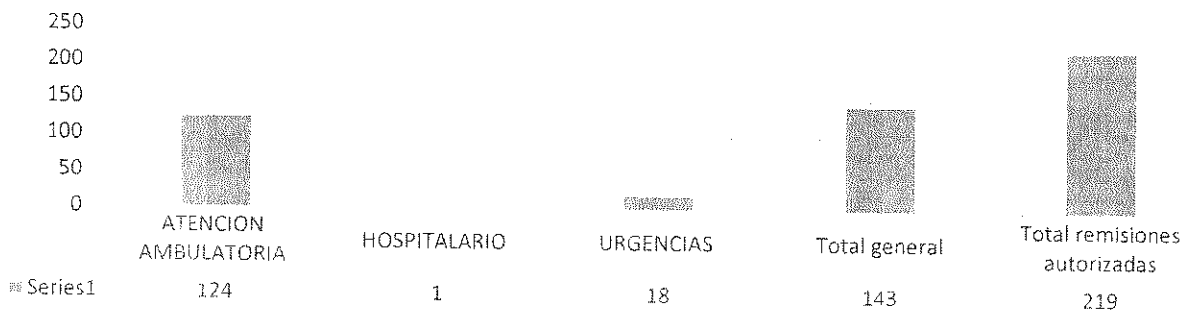 250
200
150
100
50
0
ATENCION
AMBULATORIA
HOSPITALARIO
URGENCIAS
Total general
Total remisiones
autorizadas
Series1 124 1 18 143 219